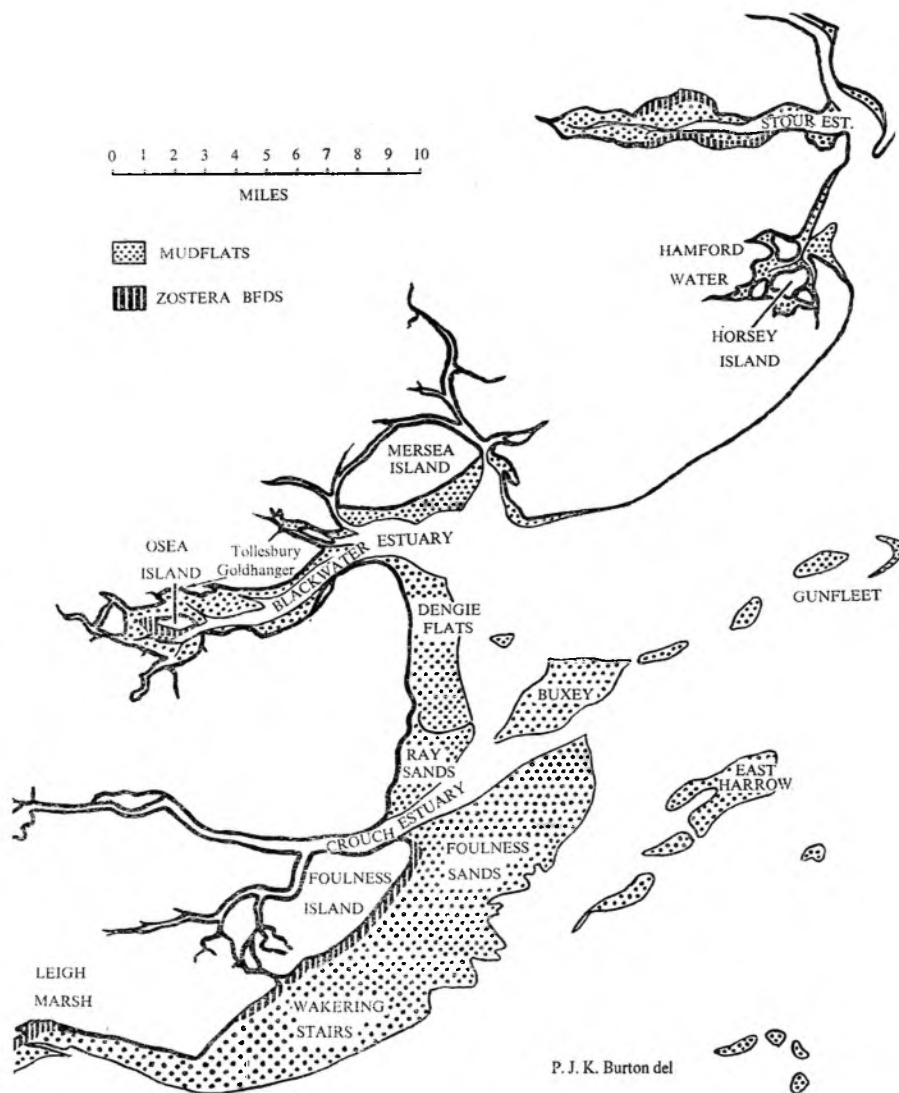 STOUR EST.
0 1 2 3 4 5 6 7 8 9 10
MILES
MUDFLATS
ZOSTERA BEDS
HAMFORD
WATER
HORSEY
ISLAND
MERSEA
ISLAND
OSEA
ISLAND
Tollesbury
Goldhanger
BLACKWATER ESTUARY
GUNFLEET
DENGIE
FLATS
BUXEY
RAY
SANDS
EAST
HARROW
CROUCH ESTUARY
FOULNESS
SANDS
FOULNESS
ISLAND
LEIGH
MARSH
WAKERING
STAIRS
P. J. K. Burton del